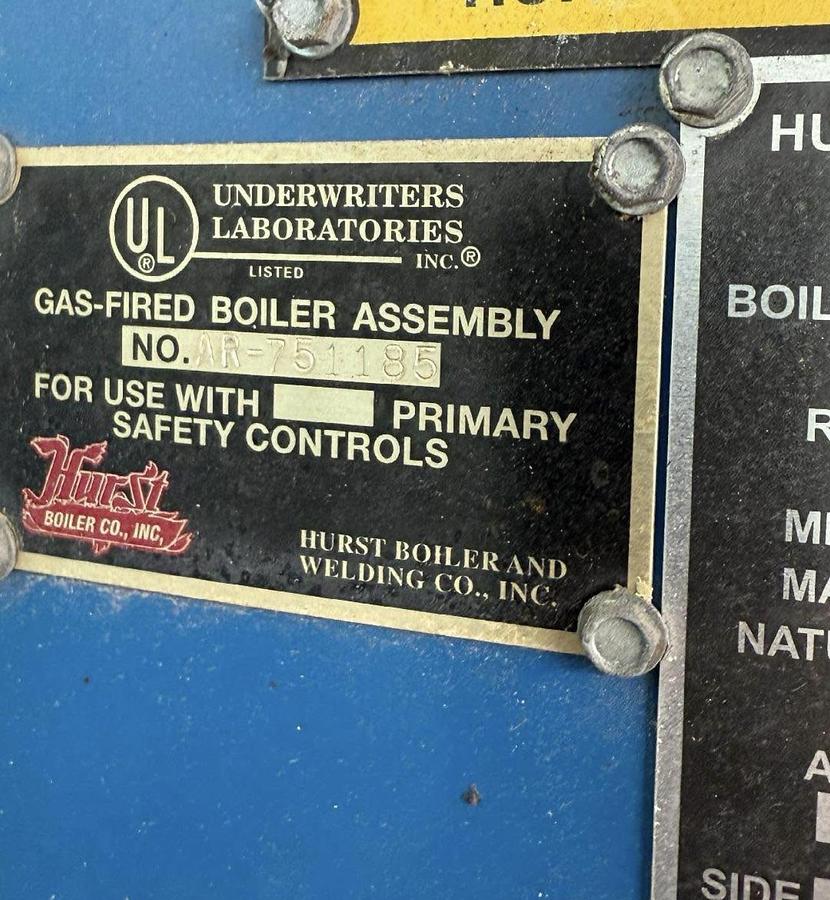 UL®
UNDERWRITERS
LABORATORIES
INC.®
LISTED
GAS-FIRED BOILER ASSEMBLY
NO. AR-751185
FOR USE WITH PRIMARY
SAFETY CONTROLS
Hurst
BOILER CO., INC,
HURST BOILER AND
WELDING CO., INC.
HU
BOIL
R
MI
MA
NATU
A
SIDE